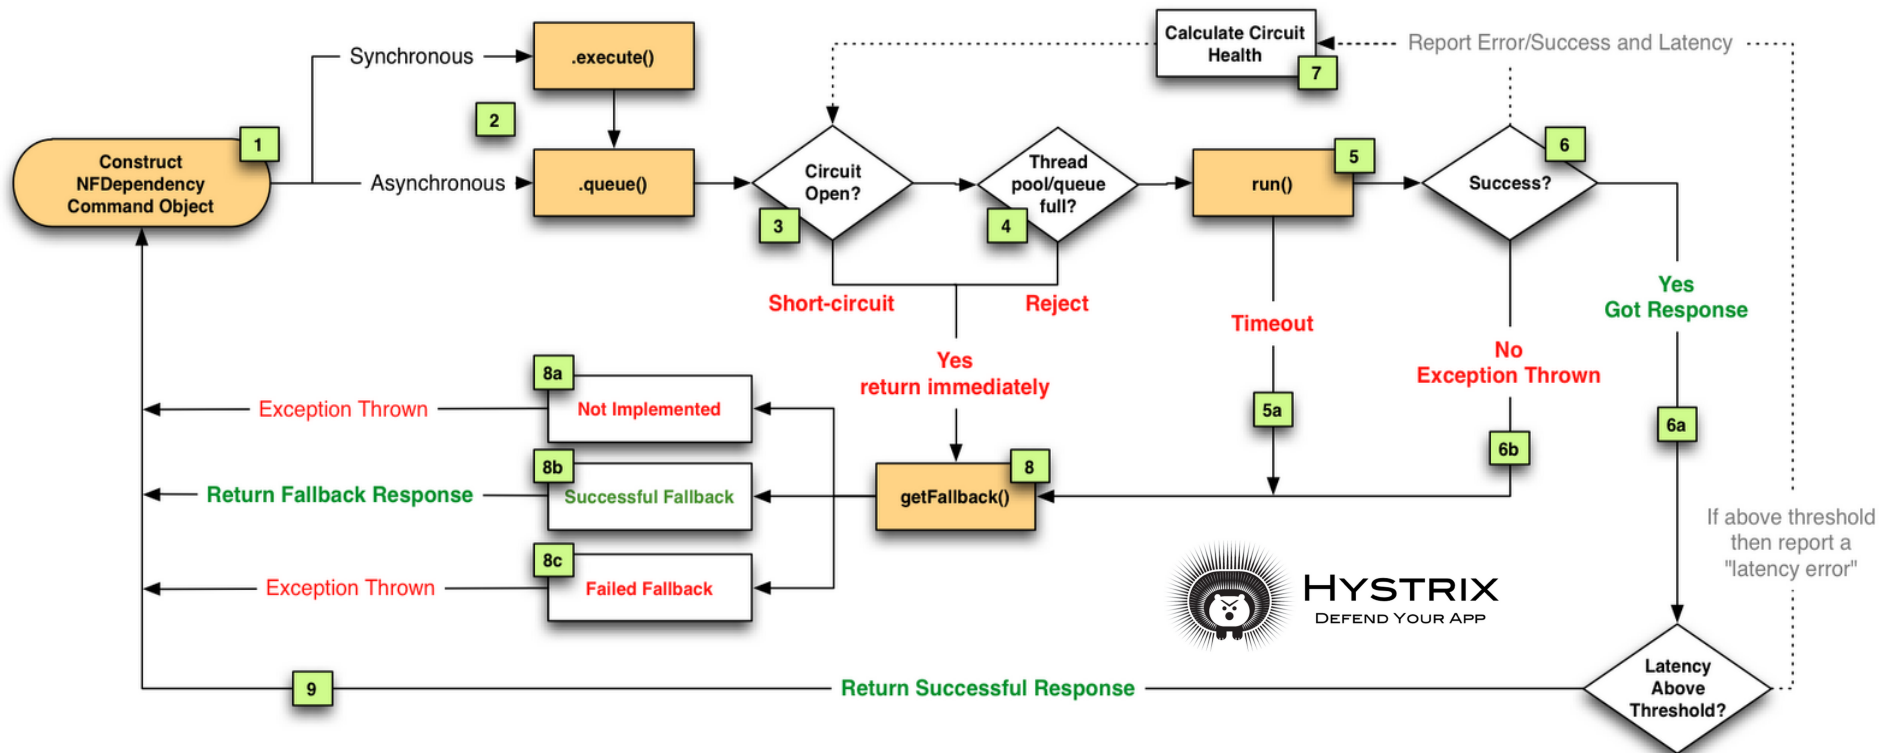 Calculate Circuit
Health
7
Report Error/Success and Latency
Synchronous
.execute()
2
1
Construct
NFDependency
Command Object
Asynchronous
.queue()
Circuit
Open?
3
Thread
pool/queue
full?
4
run()
5
Success?
6
Short-circuit
Reject
Timeout
Yes
Got Response
Yes
return immediately
No
Exception Thrown
5a
6b
6a
8a
Not Implemented
Exception Thrown
8b
Successful Fallback
Return Fallback Response
8c
Failed Fallback
Exception Thrown
getFallback()
8
If above threshold
then report a
"latency error"
HYSTRIX
DEFEND YOUR APP
Latency
Above
Threshold?
Return Successful Response
9